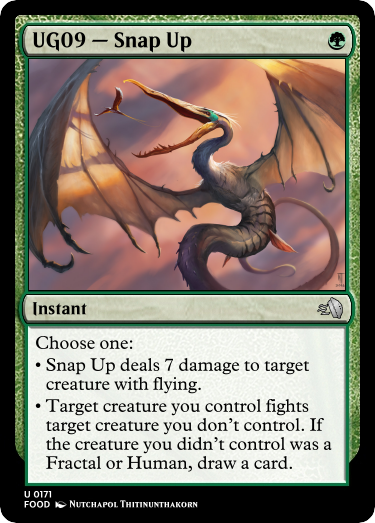 UG09 — Snap Up
Instant
Choose one:
• Snap Up deals 7 damage to target
creature with flying.
• Target creature you control fights
target creature you don't control. If
the creature you didn't control was a
Fractal or Human, draw a card.
U 0171
FOOD Nutchapol Thitinunthakorn